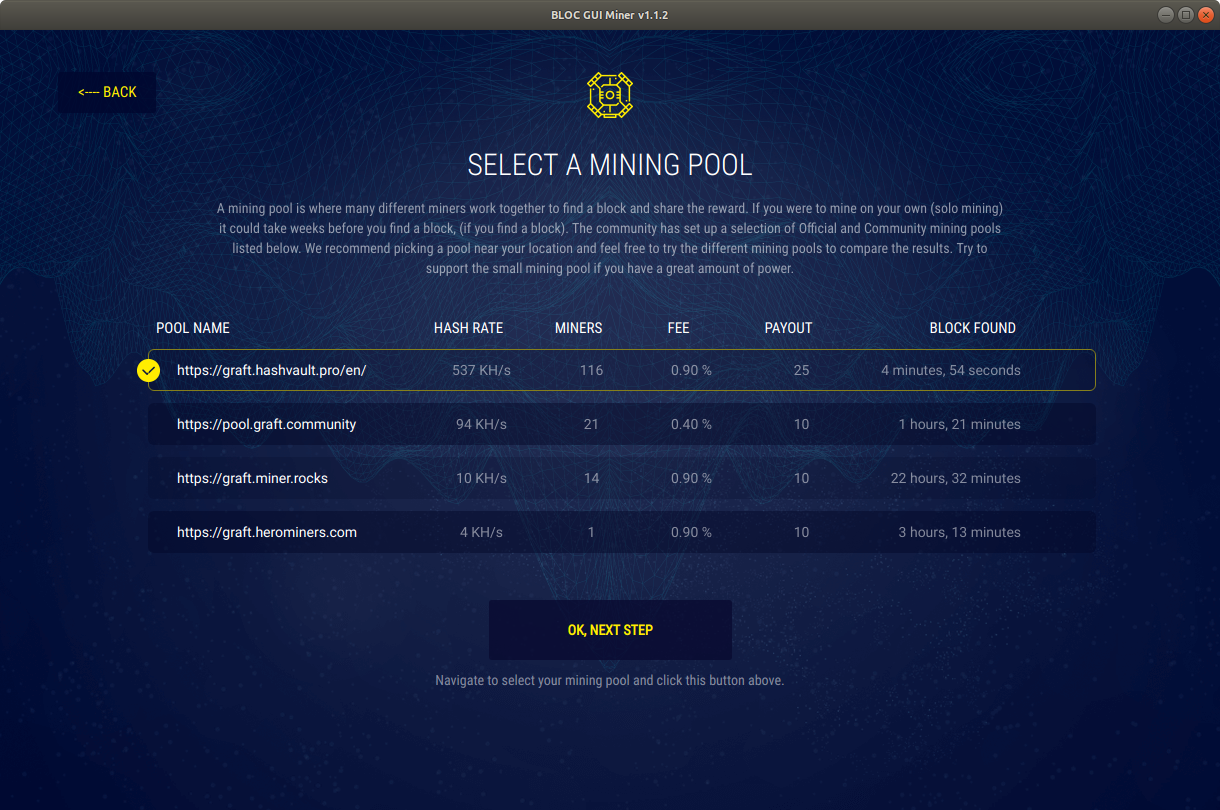 BLOC GUI Miner v1.1.2
<---- BACK
SELECT A MINING POOL
A mining pool is where many different miners work together to find a block and share the reward. If you were to mine on your own (solo mining)
it could take weeks before you find a block, (if you find a block). The community has set up a selection of Official and Community mining pools
listed below. We recommend picking a pool near your location and feel free to try the different mining pools to compare the results. Try to
support the small mining pool if you have a great amount of power.
POOL NAME HASH RATE MINERS FEE PAYOUT BLOCK FOUND
https://graft.hashvault.pro/en/ 537 KH/s 116 0.90 % 25 4 minutes, 54 seconds
https://pool.graft.community 94 KH/s 21 0.40 % 10 1 hours, 21 minutes
https://graft.miner.rocks 10 KH/s 14 0.90 % 10 22 hours, 32 minutes
https://graft.herominers.com 4 KH/s 1 0.90 % 10 3 hours, 13 minutes
OK, NEXT STEP
Navigate to select your mining pool and click this button above.